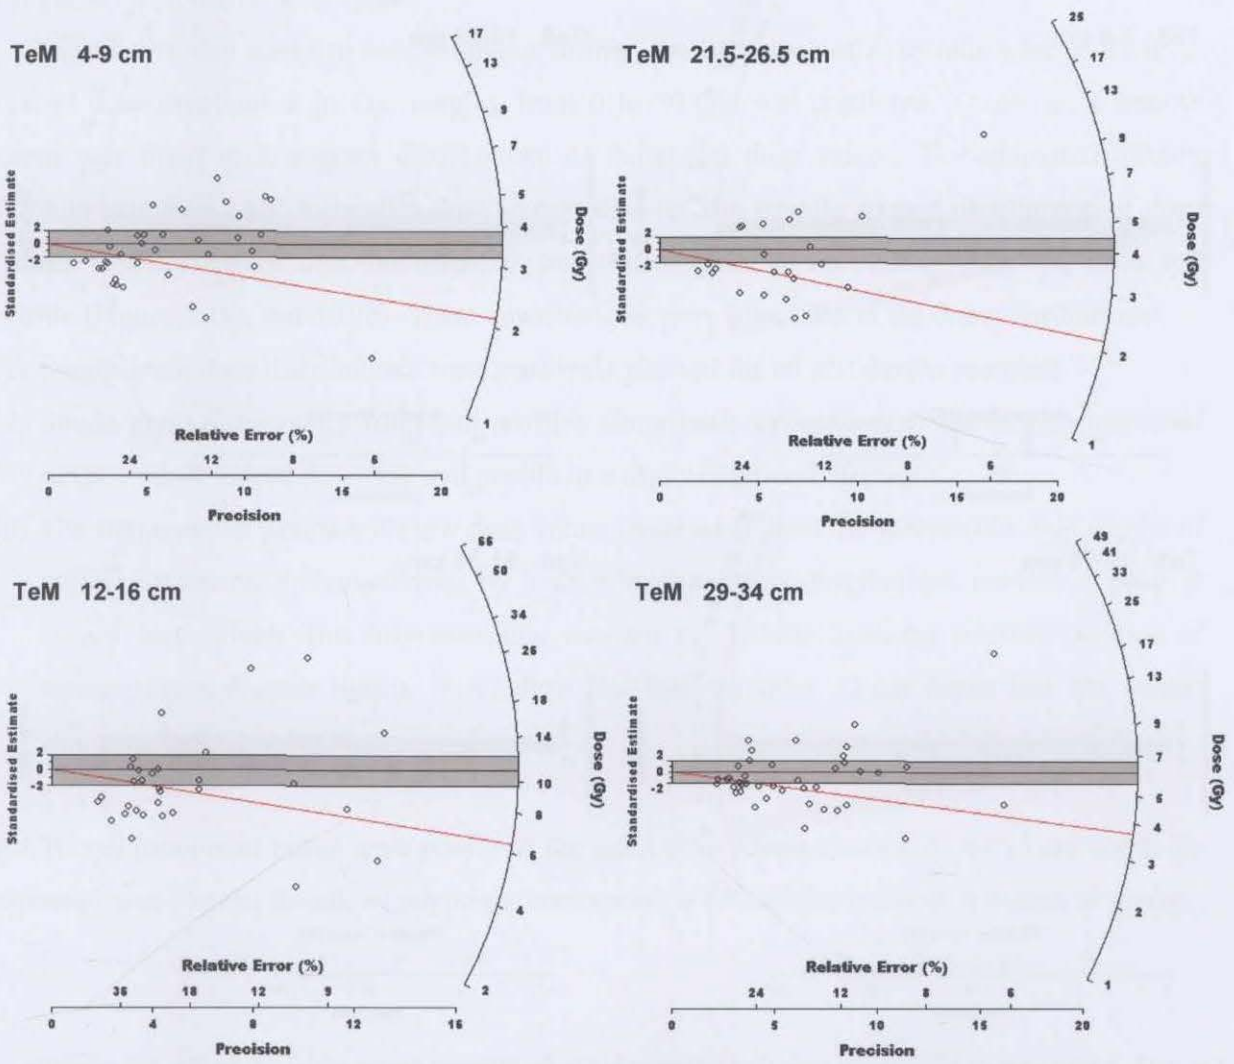 TeM 4-9 cm
Standardised Estimate
2
0
-2
17
13
9
7
5
4
3
2
1
Dose (Gy)
Relative Error (%)
24 12 8 6
0 5 10 15 20
Precision
TeM 21.5-26.5 cm
Standardised Estimate
2
0
-2
25
17
13
9
7
5
4
3
2
1
Dose (Gy)
Relative Error (%)
24 12 8 6
0 5 10 15 20
Precision
TeM 12-16 cm
Standardised Estimate
2
0
-2
50
34
26
18
14
10
8
6
4
2
Dose (Gy)
Relative Error (%)
36 18 12 9
0 4 8 12 16
Precision
TeM 29-34 cm
Standardised Estimate
2
0
-2
49
41
33
25
17
13
9
7
5
4
3
2
1
Dose (Gy)
Relative Error (%)
24 12 8 6
0 5 10 15 20
Precision